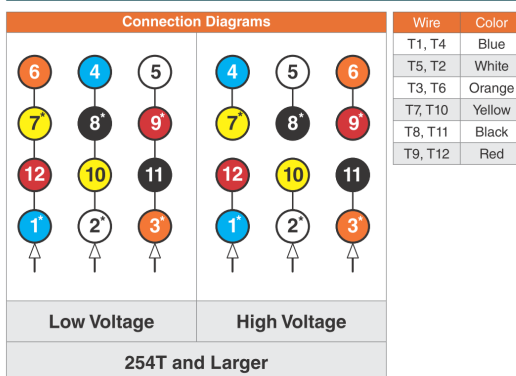 Connection Diagrams
6 4 5 4 5 6
7* 8* 9* 7* 8* 9*
12 10 11 12 10 11
1* 2* 3* 1* 2* 3*
Low Voltage High Voltage
254T and Larger
Wire Color
T1, T4 Blue
T5, T2 White
T3, T6 Orange
T7, T10 Yellow
T8, T11 Black
T9, T12 Red